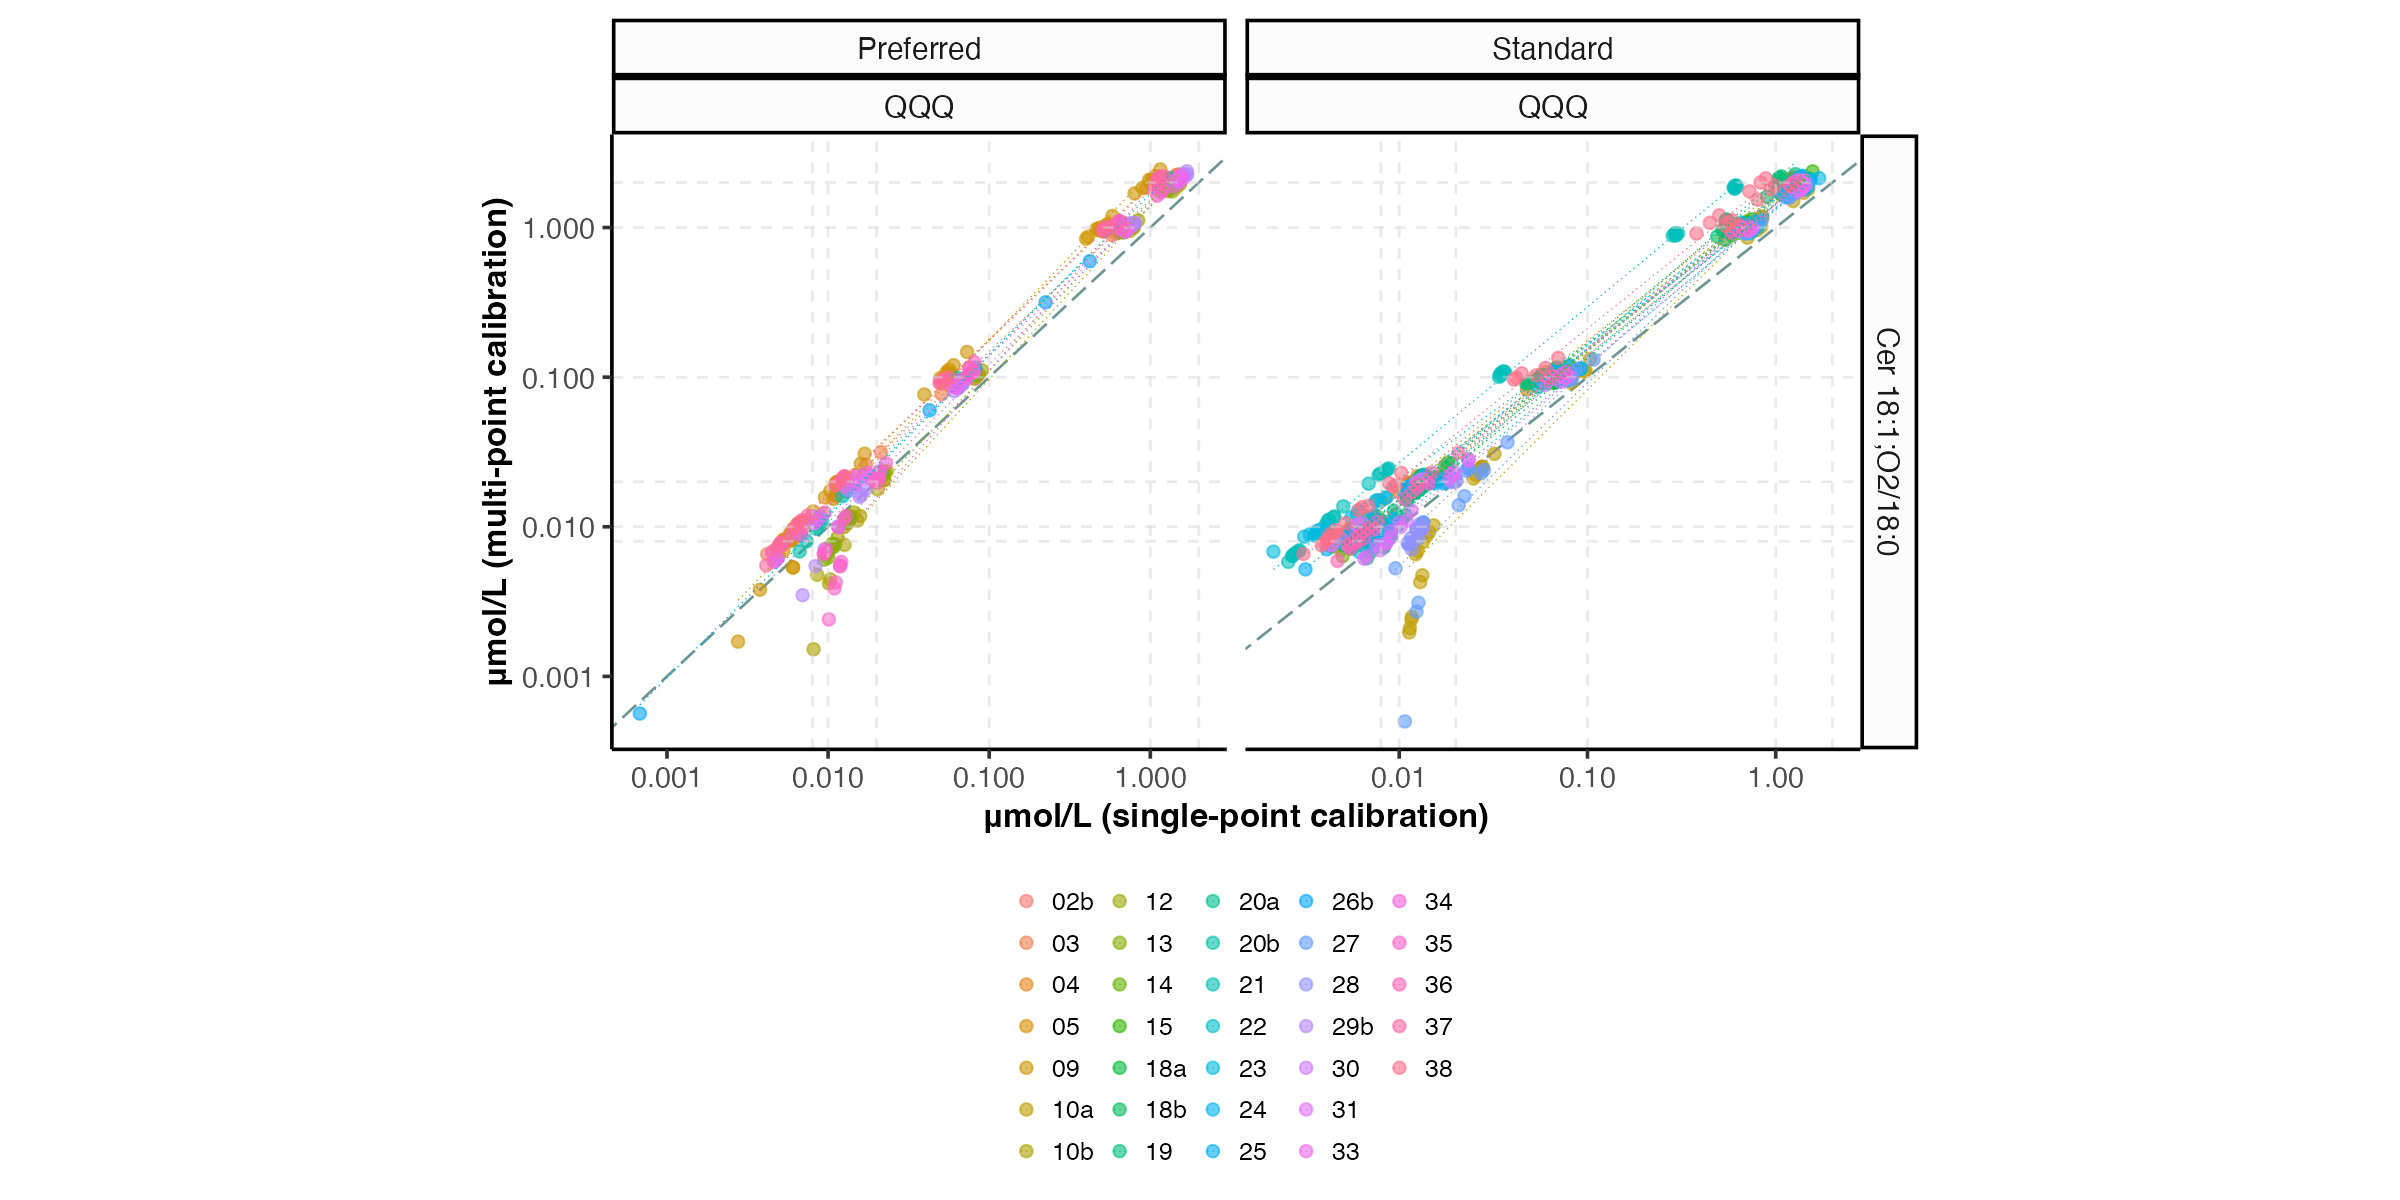 Preferred
Standard
QQQ
QQQ
Cer 18:1;O2/18:0
µmol/L (multi-point calibration)
1.000
0.100
0.010
0.001
0.001 0.010 0.100 1.000
0.01 0.10 1.00
µmol/L (single-point calibration)
02b 12 20a 26b 34
03 13 20b 27 35
04 14 21 28 36
05 15 22 29b 37
09 18a 23 30 38
10a 18b 24 31
10b 19 25 33